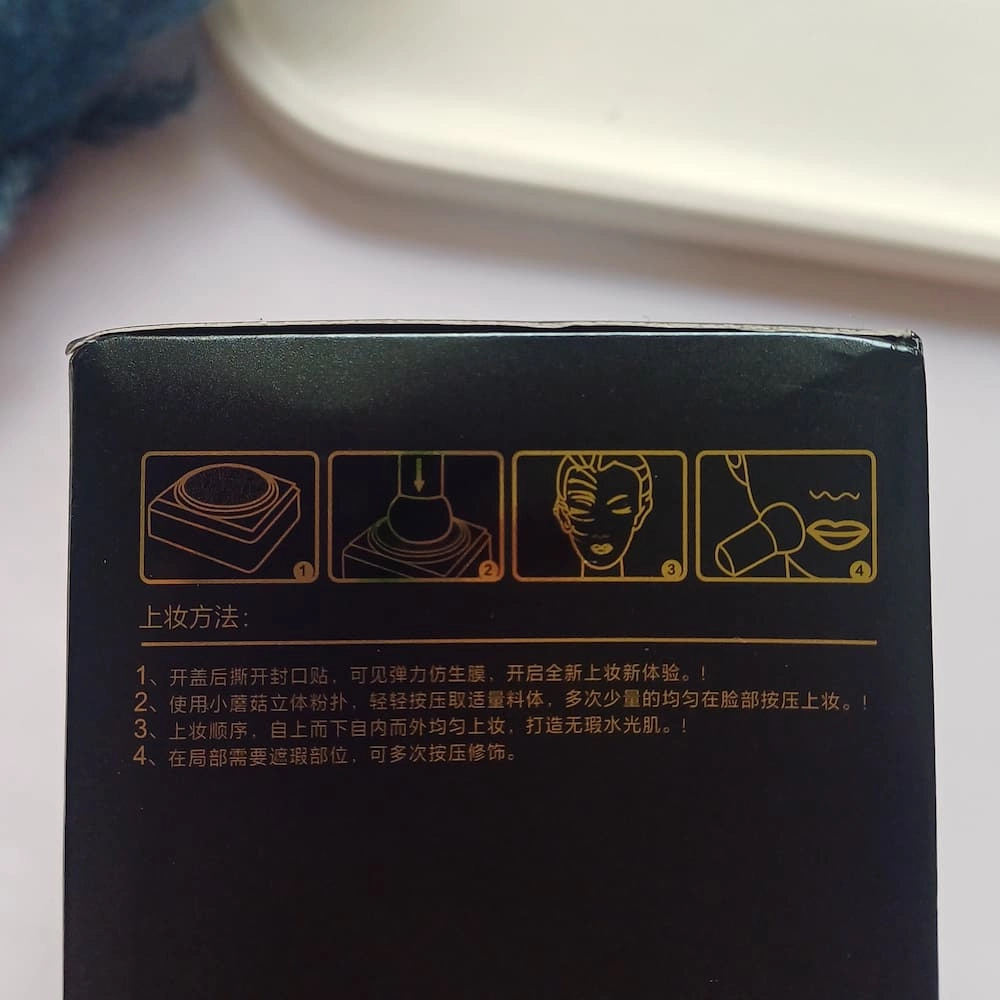 1 2 3 4
上妆方法：
1、开盖后撕开封口贴，可见弹力仿生膜，开启全新上妆新体验。！
2、使用小蘑菇立体粉扑，轻轻按压取适量料体，多次少量的均匀在脸部按压上妆。！
3、上妆顺序，自上而下自内而外均匀上妆，打造无瑕水光肌。！
4、在局部需要遮瑕部位，可多次按压修饰。